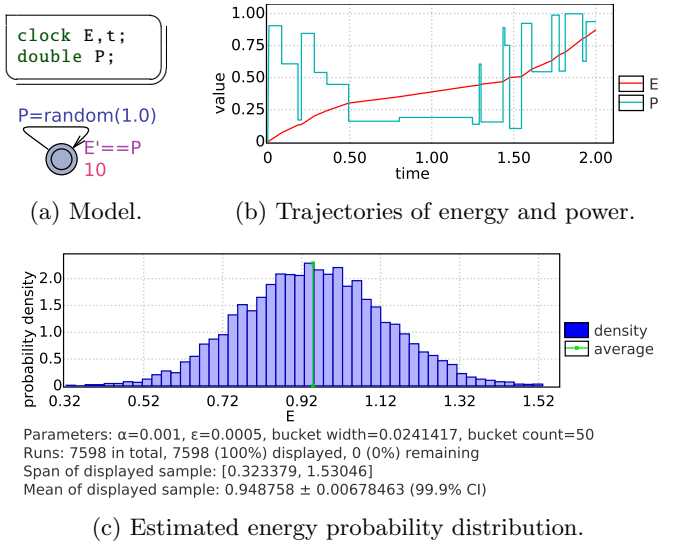 clock E,t;
double P;
P=random(1.0)
E'==P
10
(a) Model.
value
1.00
0.75
0.50
0.25
0
0
0.50
1.00
1.50
2.00
time
E
P
(b) Trajectories of energy and power.
probability density
2.0
1.5
1.0
0.5
0
0.32
0.52
0.72
0.92
1.12
1.32
1.52
E
density
average
Parameters: α=0.001, ε=0.0005, bucket width=0.0241417, bucket count=50
Runs: 7598 in total, 7598 (100%) displayed, 0 (0%) remaining
Span of displayed sample: [0.323379, 1.53046]
Mean of displayed sample: 0.948758 ± 0.00678463 (99.9% CI)
(c) Estimated energy probability distribution.